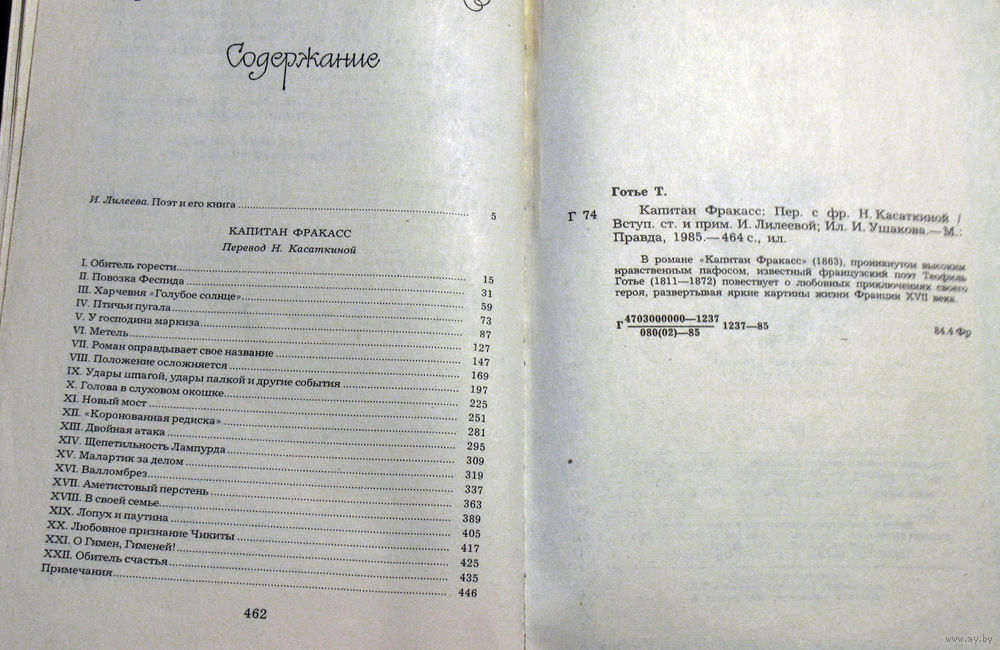 Содержание
И. Лилеева. Поэт и его книга 5
КАПИТАН ФРАКАСС
Перевод Н. Касаткиной
I. Обитель горести 15
II. Повозка Феспида 31
III. Харчевня «Голубое солнце» 59
IV. Птичьи пугала 73
V. У господина маркиза 87
VI. Метель 127
VII. Роман оправдывает свое название 147
VIII. Положение осложняется 169
IX. Удары шпагой, удары палкой и другие события 197
X. Голова в слуховом окошке 225
XI. Новый мост 251
XII. «Коронованная редиска» 281
XIII. Двойная атака 295
XIV. Щепетильность Лампурда 309
XV. Малартик за делом 319
XVI. Валломбрез 337
XVII. Аметистовый перстень 363
XVIII. В своей семье 389
XIX. Лопух и паутина 405
XX. Любовное признание Чикиты 417
XXI. О Гимен, Гименей! 425
XXII. Обитель счастья 435
Примечания 446
462
Готье Т.
Г 74 Капитан Фракасс: Пер. с фр. Н. Касаткиной /
Вступ. ст. и прим. И. Лилеевой; Ил. И. Ушакова.— М.:
Правда, 1985.— 464 с., ил.
В романе «Капитан Фракасс» (1863), проникнутом высоким
нравственным пафосом, известный французский поэт Теофиль
Готье (1811—1872) повествует о любовных приключениях своего
героя, развертывая яркие картины жизни Франции XVII века.
Г 4703000000—1237
080(02)—85 1237—85
84.4 Фр
www.ay.by